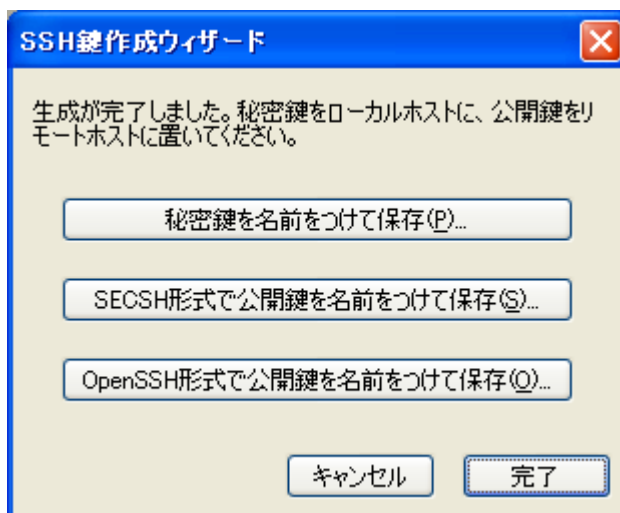 SSH鍵作成ウィザード
生成が完了しました。秘密鍵をローカルホストに、公開鍵をリ
モートホストに置いてください。
秘密鍵を名前をつけて保存(P)...
SECSH形式で公開鍵を名前をつけて保存(S)...
OpenSSH形式で公開鍵を名前をつけて保存(O)...
キャンセル 完了